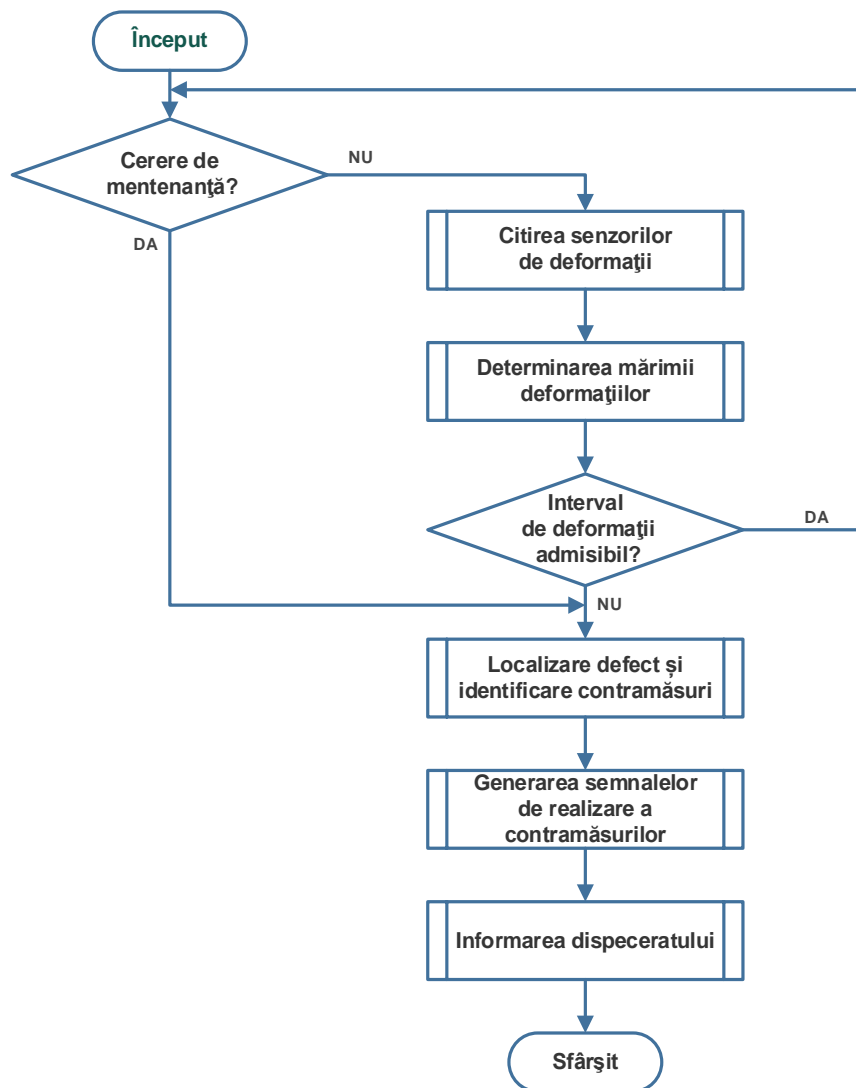 Început
Cerere de
mentenanţă?
NU
DA
Citirea senzorilor
de deformaţii
Determinarea mărimii
deformaţiilor
Interval
de deformaţii
admisibil?
DA
NU
Localizare defect și
identificare contramăsuri
Generarea semnalelor
de realizare a
contramăsurilor
Informarea dispeceratului
Sfârşit